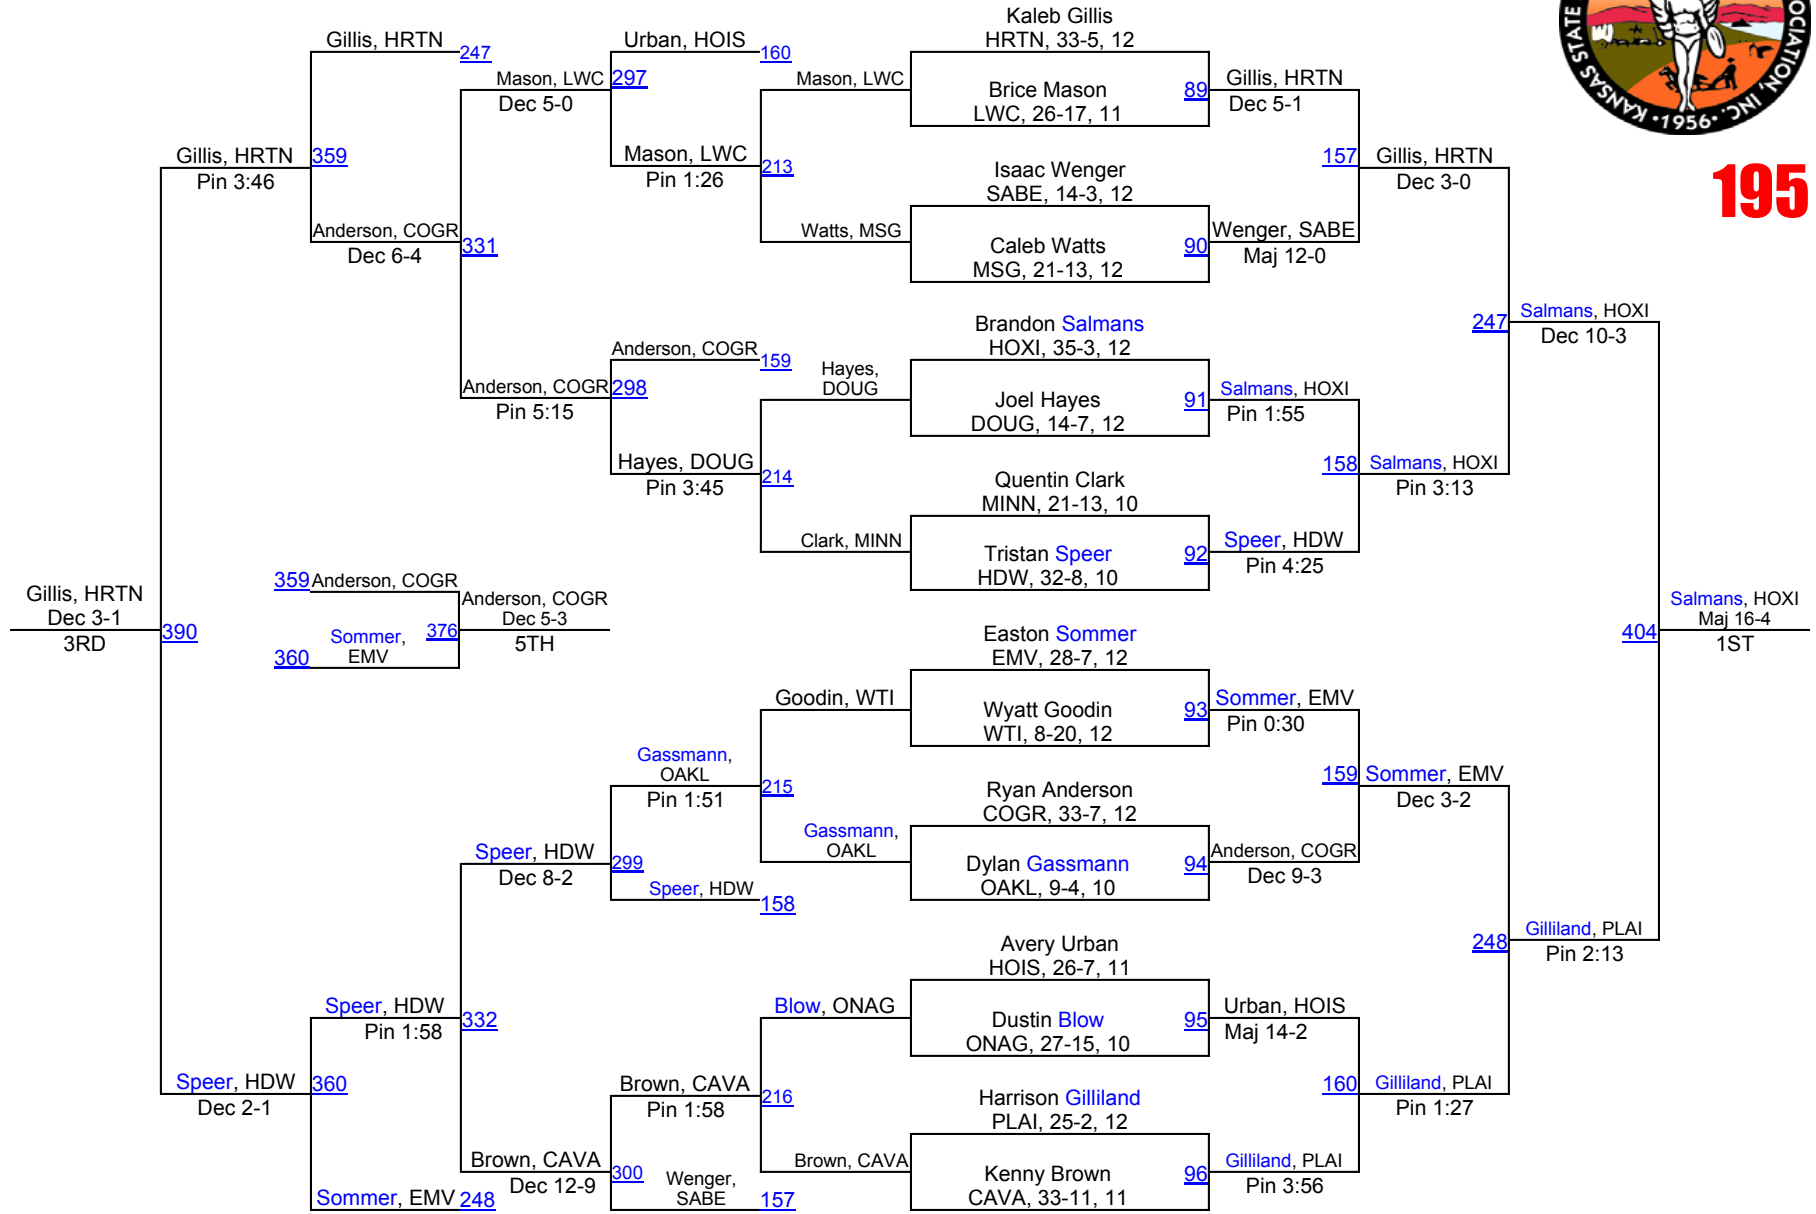 Kaleb Gillis
HRTN, 33-5, 12
Brice Mason
LWC, 26-17, 11
89
Isaac Wenger
SABE, 14-3, 12
Caleb Watts
MSG, 21-13, 12
90
Brandon Salmans
HOXI, 35-3, 12
Joel Hayes
DOUG, 14-7, 12
91
Quentin Clark
MINN, 21-13, 10
Tristan Speer
HDW, 32-8, 10
92
Easton Sommer
EMV, 28-7, 12
Wyatt Goodin
WTI, 8-20, 12
93
Ryan Anderson
COGR, 33-7, 12
Dylan Gassmann
OAKL, 9-4, 10
94
Avery Urban
HOIS, 26-7, 11
Dustin Blow
ONAG, 27-15, 10
95
Harrison Gilliland
PLAI, 25-2, 12
Kenny Brown
CAVA, 33-11, 11
96
Gillis, HRTN
Dec 5-1
157
Wenger, SABE
Maj 12-0
Salmans, HOXI
Pin 1:55
158
Speer, HDW
Pin 4:25
Sommer, EMV
Pin 0:30
159
Anderson, COGR
Dec 9-3
Urban, HOIS
Maj 14-2
160
Gilliland, PLAI
Pin 3:56
Gillis, HRTN
Dec 3-0
247
Salmans, HOXI
Pin 3:13
Sommer, EMV
Dec 3-2
248
Gilliland, PLAI
Pin 1:27
Salmans, HOXI
Dec 10-3
404
Gilliland, PLAI
Pin 2:13
Salmans, HOXI
Maj 16-4
1ST
Mason, LWC
213
Watts, MSG
Hayes,
DOUG
214
Clark, MINN
Goodin, WTI
215
Gassmann,
OAKL
Blow, ONAG
216
Brown, CAVA
Urban, HOIS
160
297
Mason, LWC
Pin 1:26
Anderson, COGR
159
298
Hayes, DOUG
Pin 3:45
Gassmann,
OAKL
Pin 1:51
299
Speer, HDW
158
Brown, CAVA
Pin 1:58
300
Wenger,
SABE
157
Mason, LWC
Dec 5-0
331
Anderson, COGR
Pin 5:15
Speer, HDW
Dec 8-2
332
Brown, CAVA
Dec 12-9
Gillis, HRTN
247
359
Anderson, COGR
Dec 6-4
Speer, HDW
Pin 1:58
360
Sommer, EMV
248
Gillis, HRTN
Pin 3:46
390
Speer, HDW
Dec 2-1
Gillis, HRTN
Dec 3-1
3RD
359
Anderson, COGR
376
360
Sommer,
EMV
Anderson, COGR
Dec 5-3
5TH
KANSAS STATE
INC.
•1956•
195